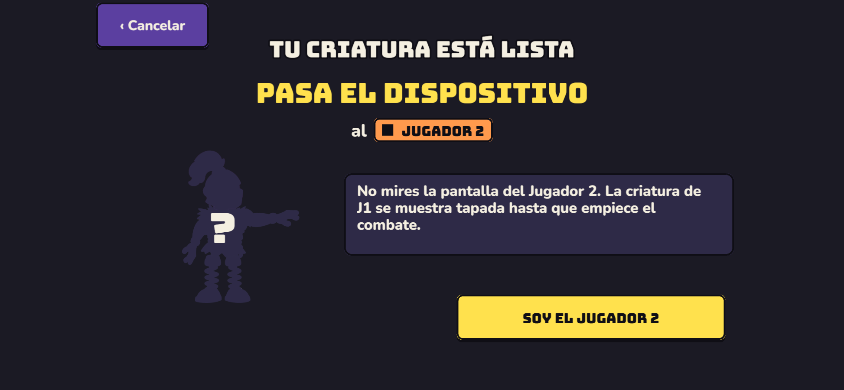 ‹ Cancelar
TU CRIATURA ESTÁ LISTA
PASA EL DISPOSITIVO
al JUGADOR 2
?
No mires la pantalla del Jugador 2. La criatura de
J1 se muestra tapada hasta que empiece el
combate.
SOY EL JUGADOR 2